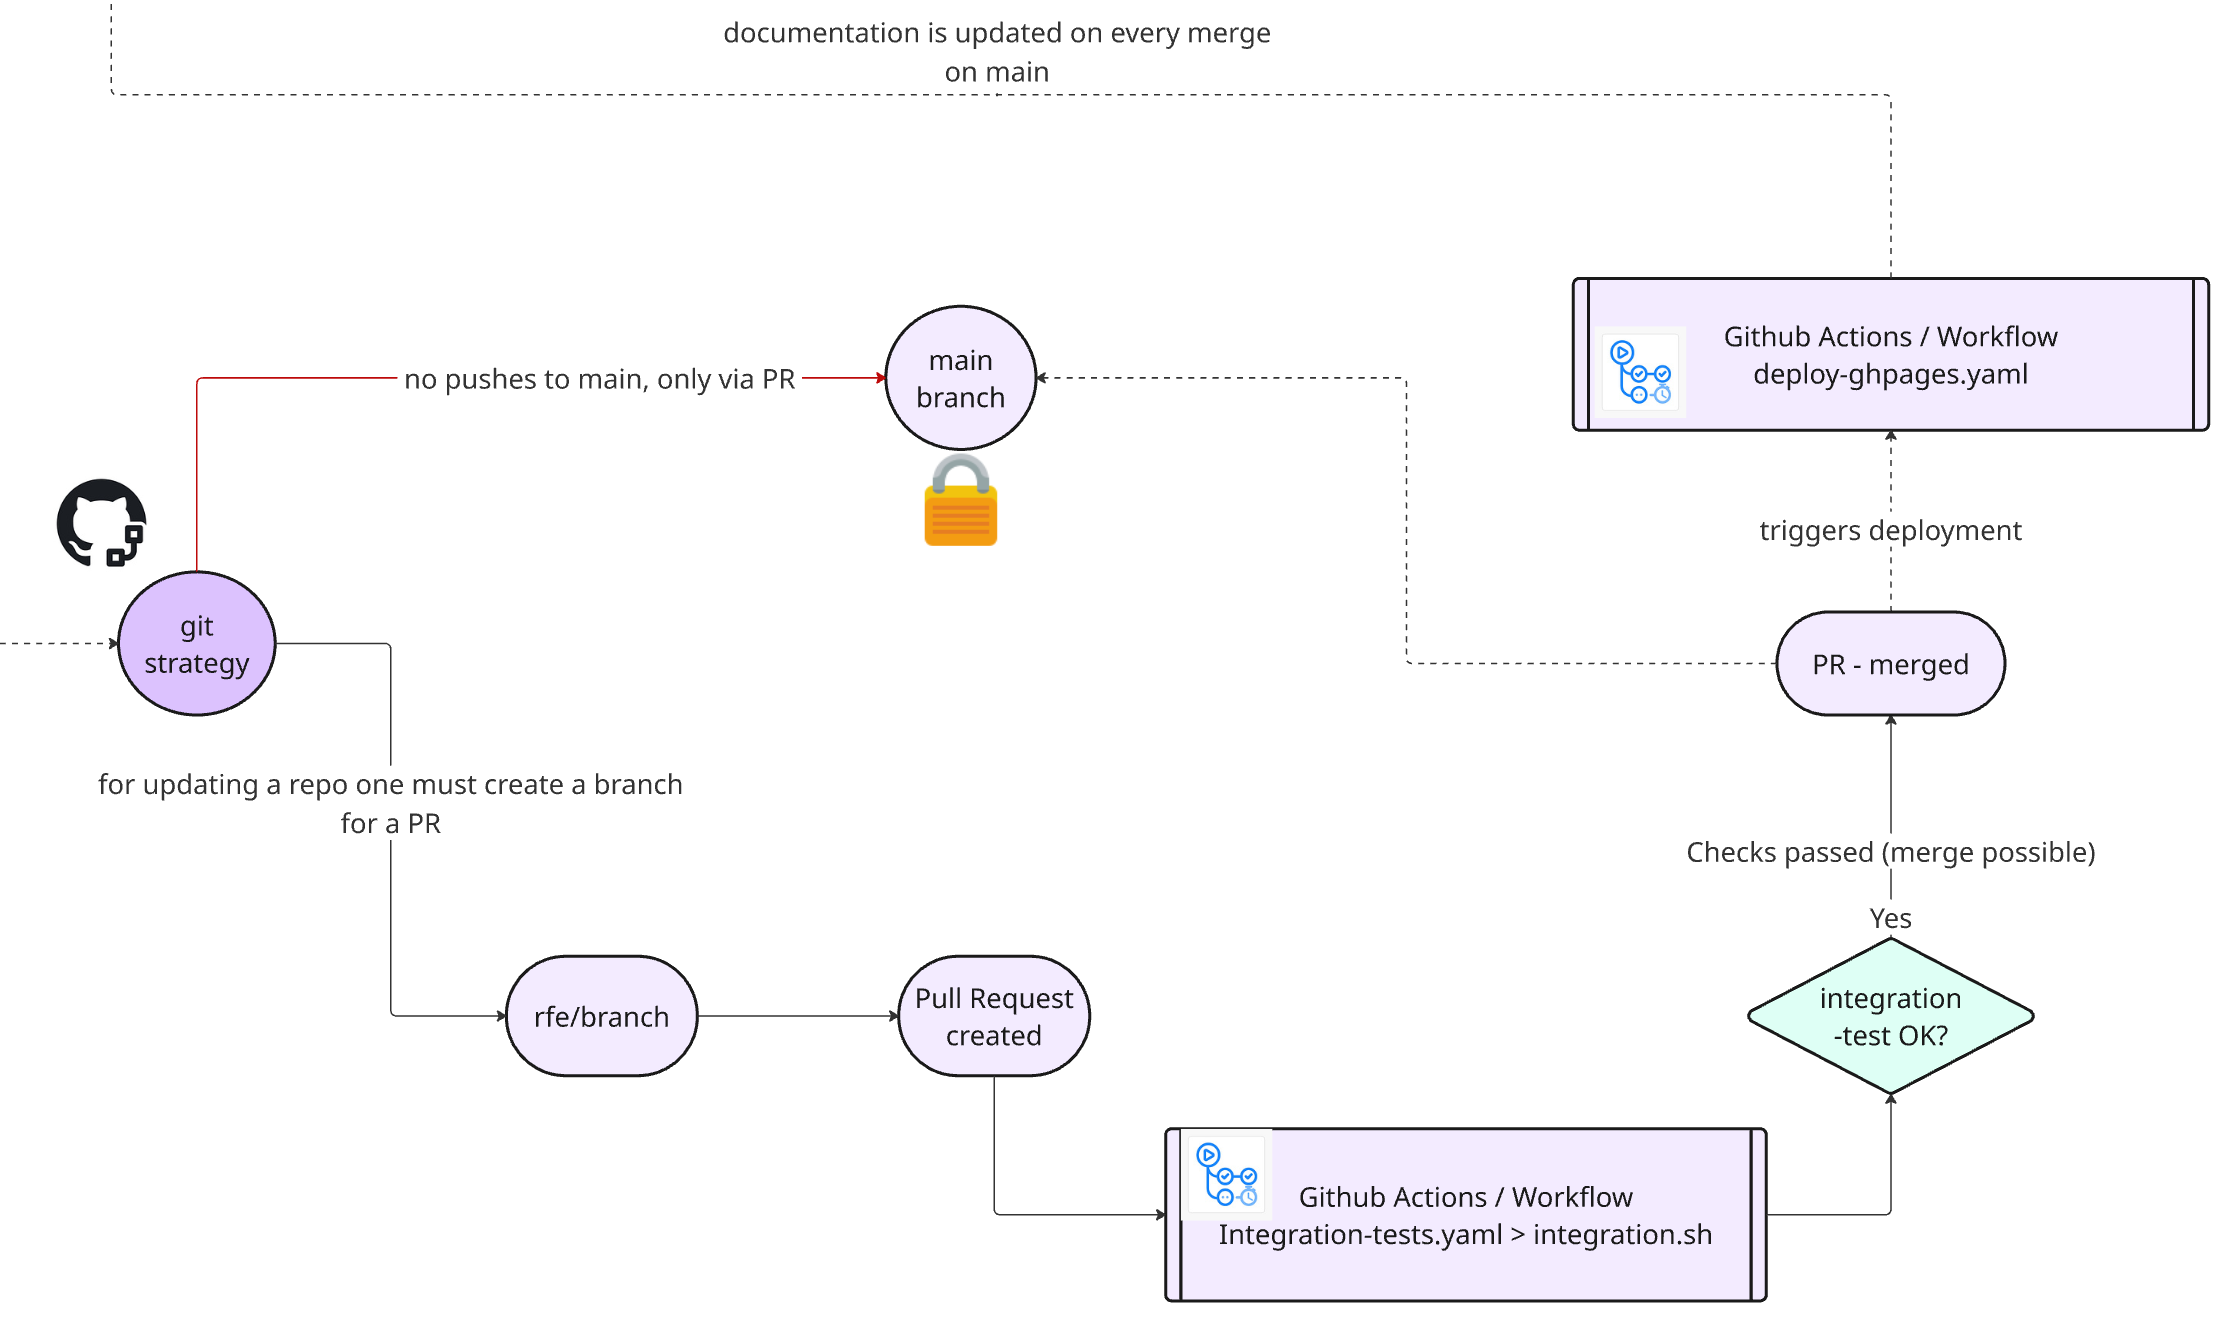 documentation is updated on every merge
on main
Github Actions / Workflow
deploy-ghpages.yaml
main
branch
no pushes to main, only via PR
triggers deployment
git
strategy
PR - merged
for updating a repo one must create a branch
for a PR
Checks passed (merge possible)
Yes
rfe/branch
Pull Request
created
integration
-test OK?
Github Actions / Workflow
Integration-tests.yaml > integration.sh